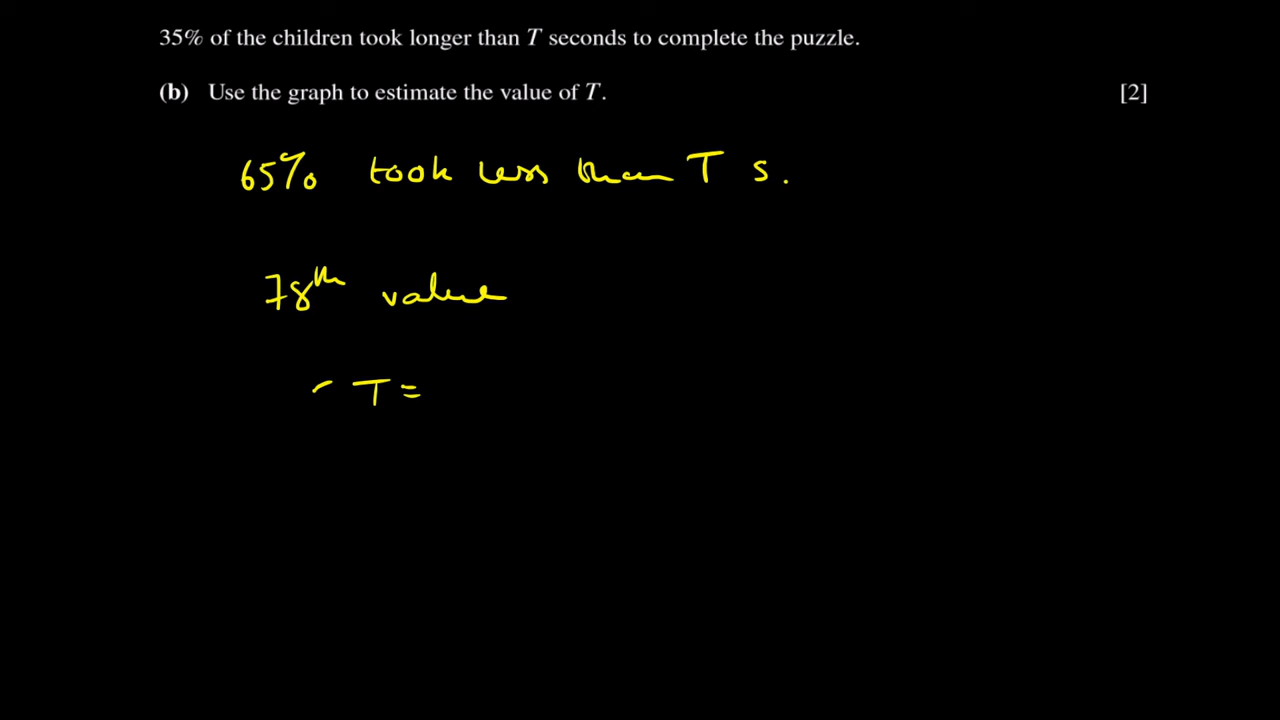 35% of the children took longer than T seconds to complete the puzzle.
(b) Use the graph to estimate the value of T. [2]
65% took less than T s.
78th value
T =